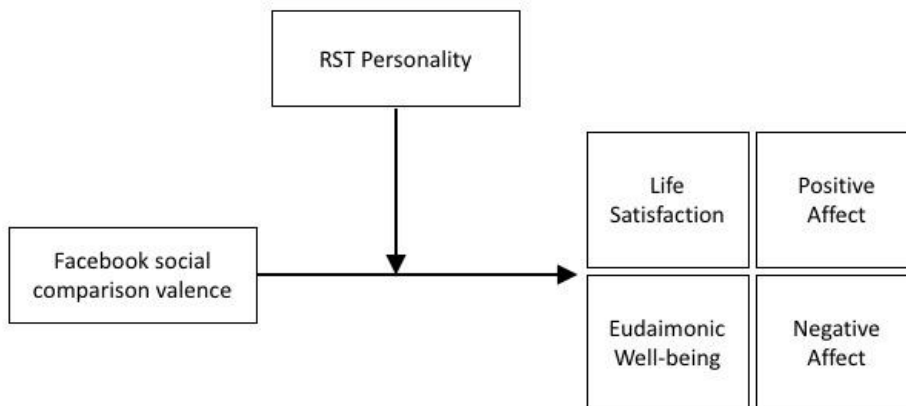 RST Personality
Life
Satisfaction
Positive
Affect
Facebook social
comparison valence
Eudaimonic
Well-being
Negative
Affect